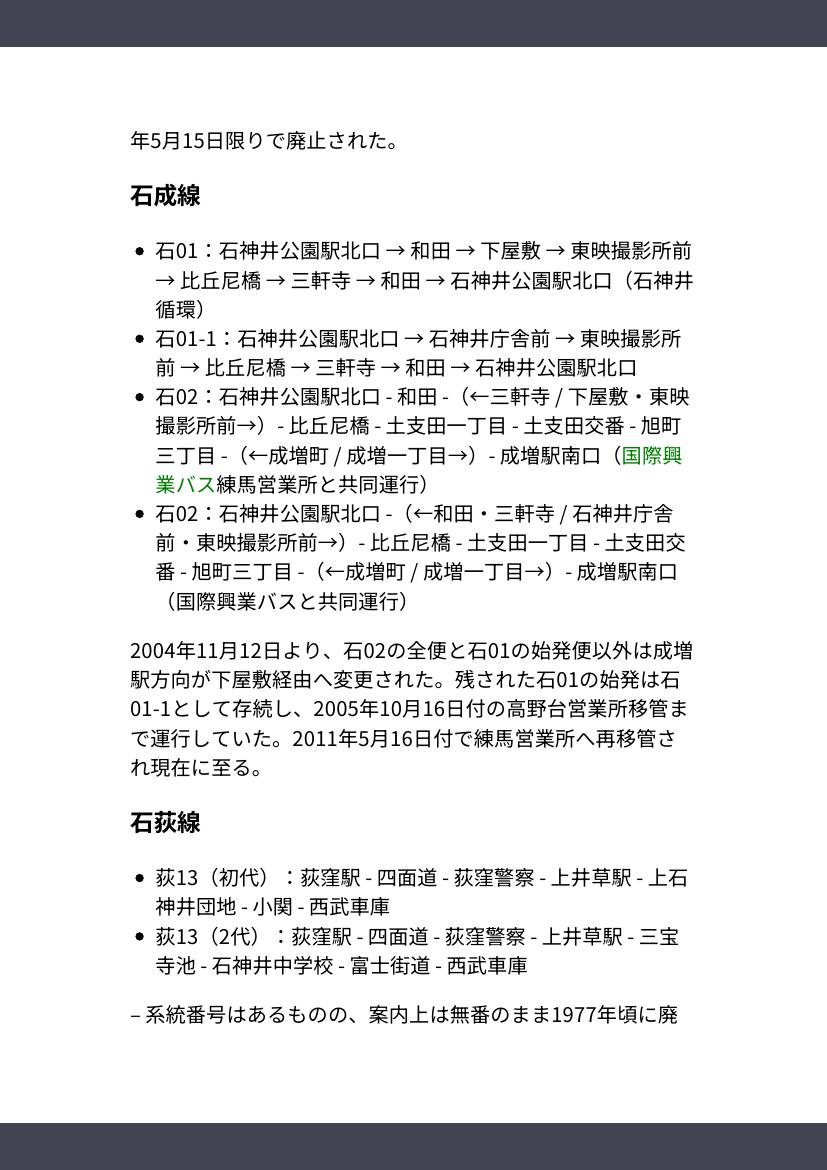 年5月15日限りで廃止された。
石成線
石01：石神井公園駅北口 → 和田 → 下屋敷 → 東映撮影所前
→ 比丘尼橋 → 三軒寺 → 和田 → 石神井公園駅北口（石神井
循環）
石01-1：石神井公園駅北口 → 石神井庁舎前 → 東映撮影所
前 → 比丘尼橋 → 三軒寺 → 和田 → 石神井公園駅北口
石02：石神井公園駅北口 - 和田 -（←三軒寺 / 下屋敷・東映
撮影所前→）- 比丘尼橋 - 土支田一丁目 - 土支田交番 - 旭町
三丁目 -（←成増町 / 成増一丁目→）- 成増駅南口（国際興
業バス練馬営業所と共同運行）
石02：石神井公園駅北口 -（←和田・三軒寺 / 石神井庁舎
前・東映撮影所前→）- 比丘尼橋 - 土支田一丁目 - 土支田交
番 - 旭町三丁目 -（←成増町 / 成増一丁目→）- 成増駅南口
（国際興業バスと共同運行）
2004年11月12日より、石02の全便と石01の始発便以外は成増
駅方向が下屋敷経由へ変更された。残された石01の始発は石
01-1として存続し、2005年10月16日付の高野台営業所移管ま
で運行していた。2011年5月16日付で練馬営業所へ再移管さ
れ現在に至る。
石荻線
荻13（初代）：荻窪駅 - 四面道 - 荻窪警察 - 上井草駅 - 上石
神井団地 - 小関 - 西武車庫
荻13（2代）：荻窪駅 - 四面道 - 荻窪警察 - 上井草駅 - 三宝
寺池 - 石神井中学校 - 富士街道 - 西武車庫
– 系統番号はあるものの、案内上は無番のまま1977年頃に廃